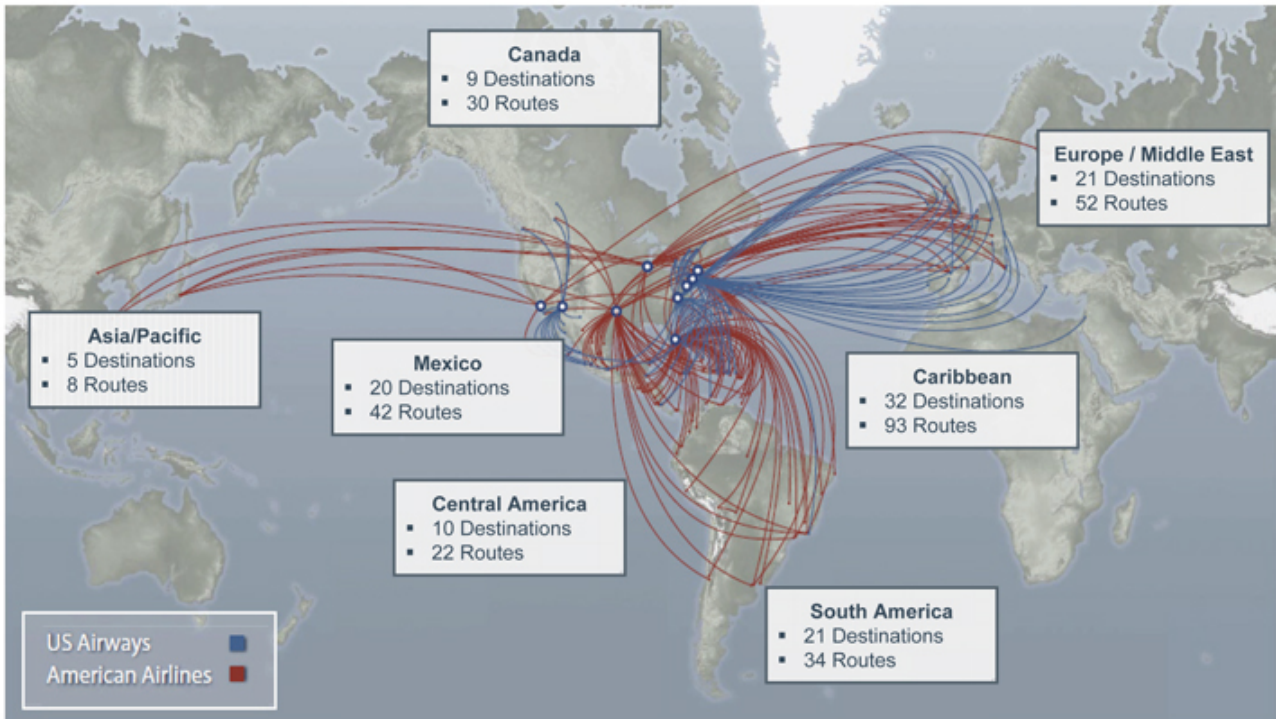 Canada
▪ 9 Destinations
▪ 30 Routes
Europe / Middle East
▪ 21 Destinations
▪ 52 Routes
Asia/Pacific
▪ 5 Destinations
▪ 8 Routes
Mexico
▪ 20 Destinations
▪ 42 Routes
Caribbean
▪ 32 Destinations
▪ 93 Routes
Central America
▪ 10 Destinations
▪ 22 Routes
South America
▪ 21 Destinations
▪ 34 Routes
US Airways
American Airlines